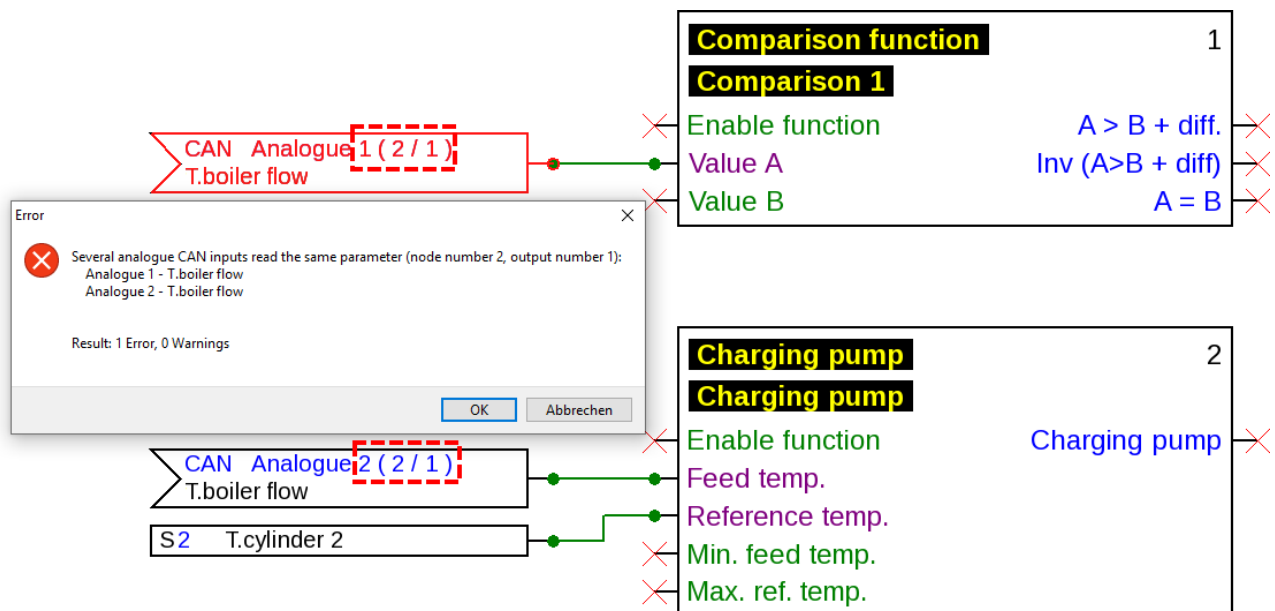 Comparison function 1
Comparison 1
Enable function A > B + diff.
CAN Analogue 1 ( 2 / 1 )
T.boiler flow
Value A Inv (A>B + diff)
Value B A = B
Error
Several analogue CAN inputs read the same parameter (node number 2, output number 1):
Analogue 1 - T.boiler flow
Analogue 2 - T.boiler flow
Result: 1 Error, 0 Warnings
OK Abbrechen
Charging pump 2
Charging pump
Enable function Charging pump
CAN Analogue 2 ( 2 / 1 )
T.boiler flow
Feed temp.
Reference temp.
S2 T.cylinder 2
Min. feed temp.
Max. ref. temp.